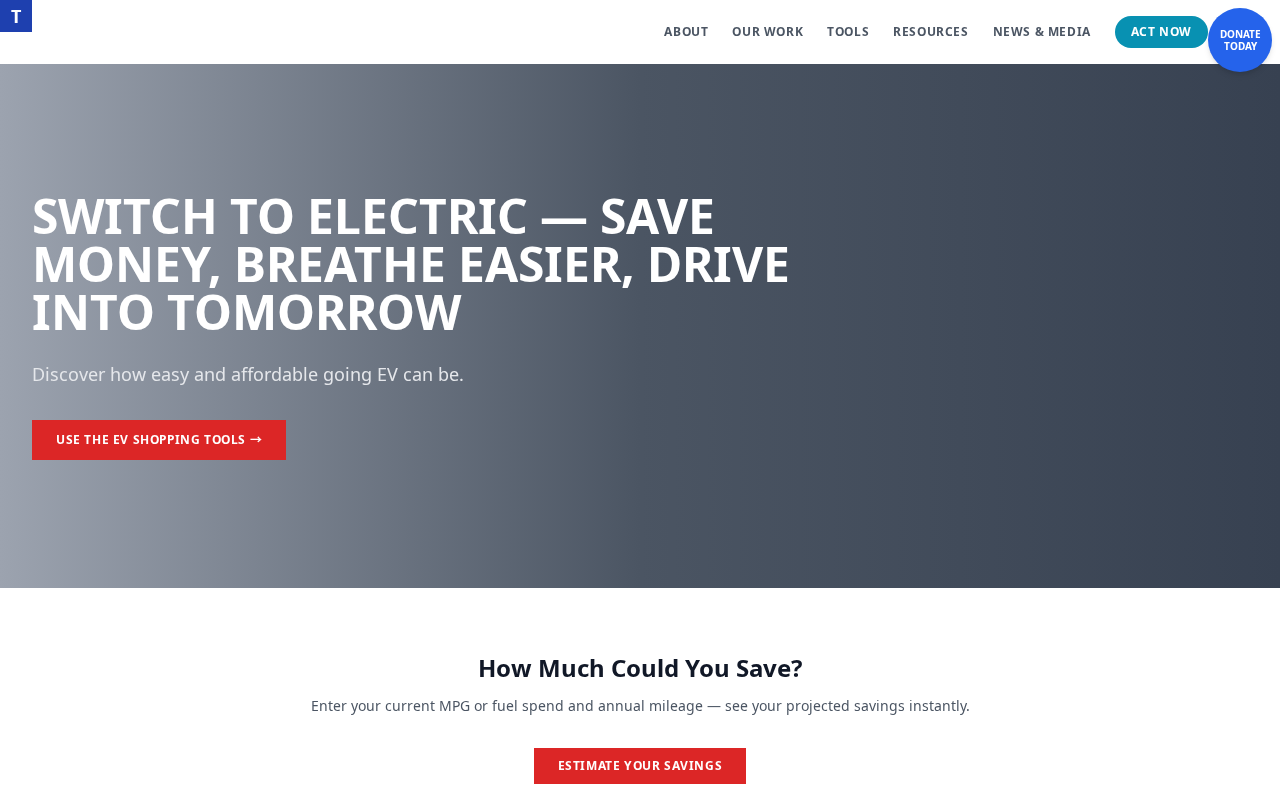 T
ABOUT
OUR WORK
TOOLS
RESOURCES
NEWS & MEDIA
ACT NOW
DONATE
TODAY
SWITCH TO ELECTRIC — SAVE
MONEY, BREATHE EASIER, DRIVE
INTO TOMORROW
Discover how easy and affordable going EV can be.
USE THE EV SHOPPING TOOLS →
How Much Could You Save?
Enter your current MPG or fuel spend and annual mileage — see your projected savings instantly.
ESTIMATE YOUR SAVINGS